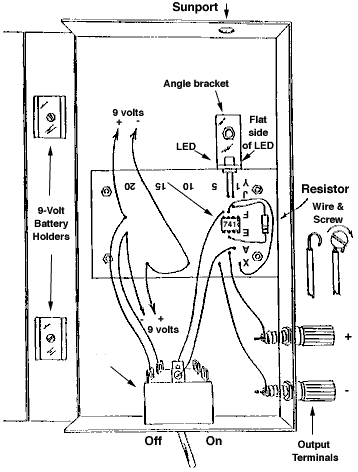 Sunport
Angle bracket
9 volts
+ -
Flat
side
of LED
LED
20 15 10 5 1
Y
J
Resistor
Wire &
Screw
9-Volt
Battery
Holders
F
741
E
A
X
- +
9 volts
+
-
Off On
Output
Terminals